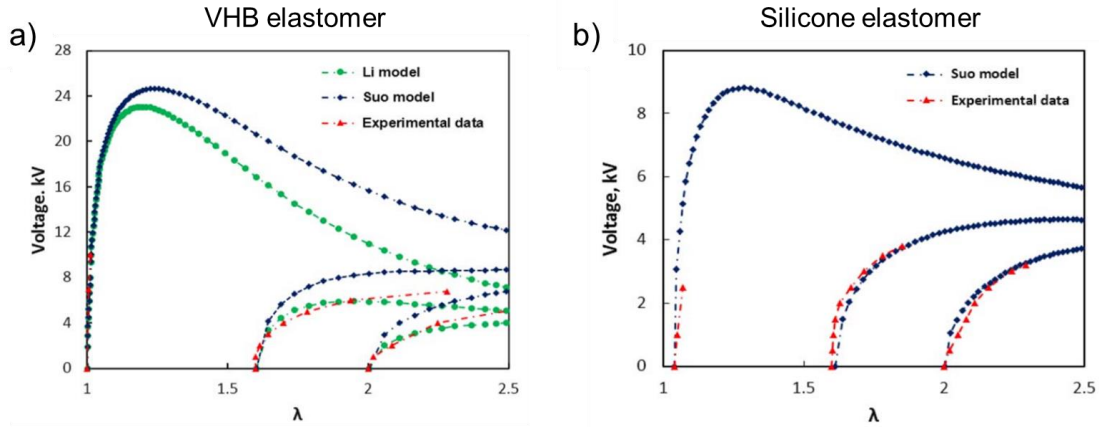 VHB elastomer
a)
28
24
20
16
12
8
4
0
Voltage. kV
Li model
Suo model
Experimental data
1
1.5
2
2.5
λ
Silicone elastomer
b)
10
8
6
4
2
0
Voltage, kV
Suo model
Experimental data
1
1.5
2
2.5
λ